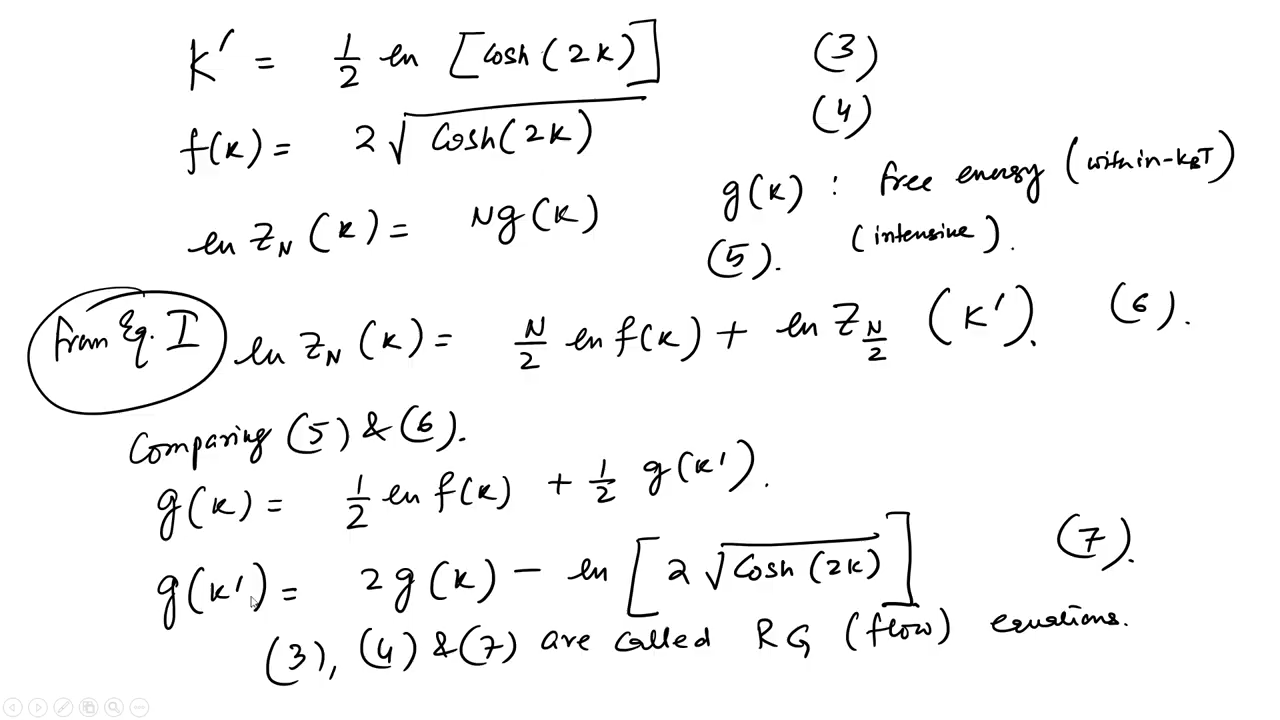 K′ = 1/2 ln [Cosh(2K)] (3)
f(K) = 2√Cosh(2K) (4)
ln Z_N (K) = Ng(K) g(K) : free energy (within -k_BT)
(5). (intensive).
from Eq. I ln Z_N (K) = N/2 ln f(K) + ln Z_{N/2} (K′). (6).
Comparing (5) & (6).
g(K) = 1/2 ln f(K) + 1/2 g(K′).
g(K′) = 2g(K) − ln [2√Cosh(2K)] (7).
(3), (4) & (7) are called RG (flow) equations.